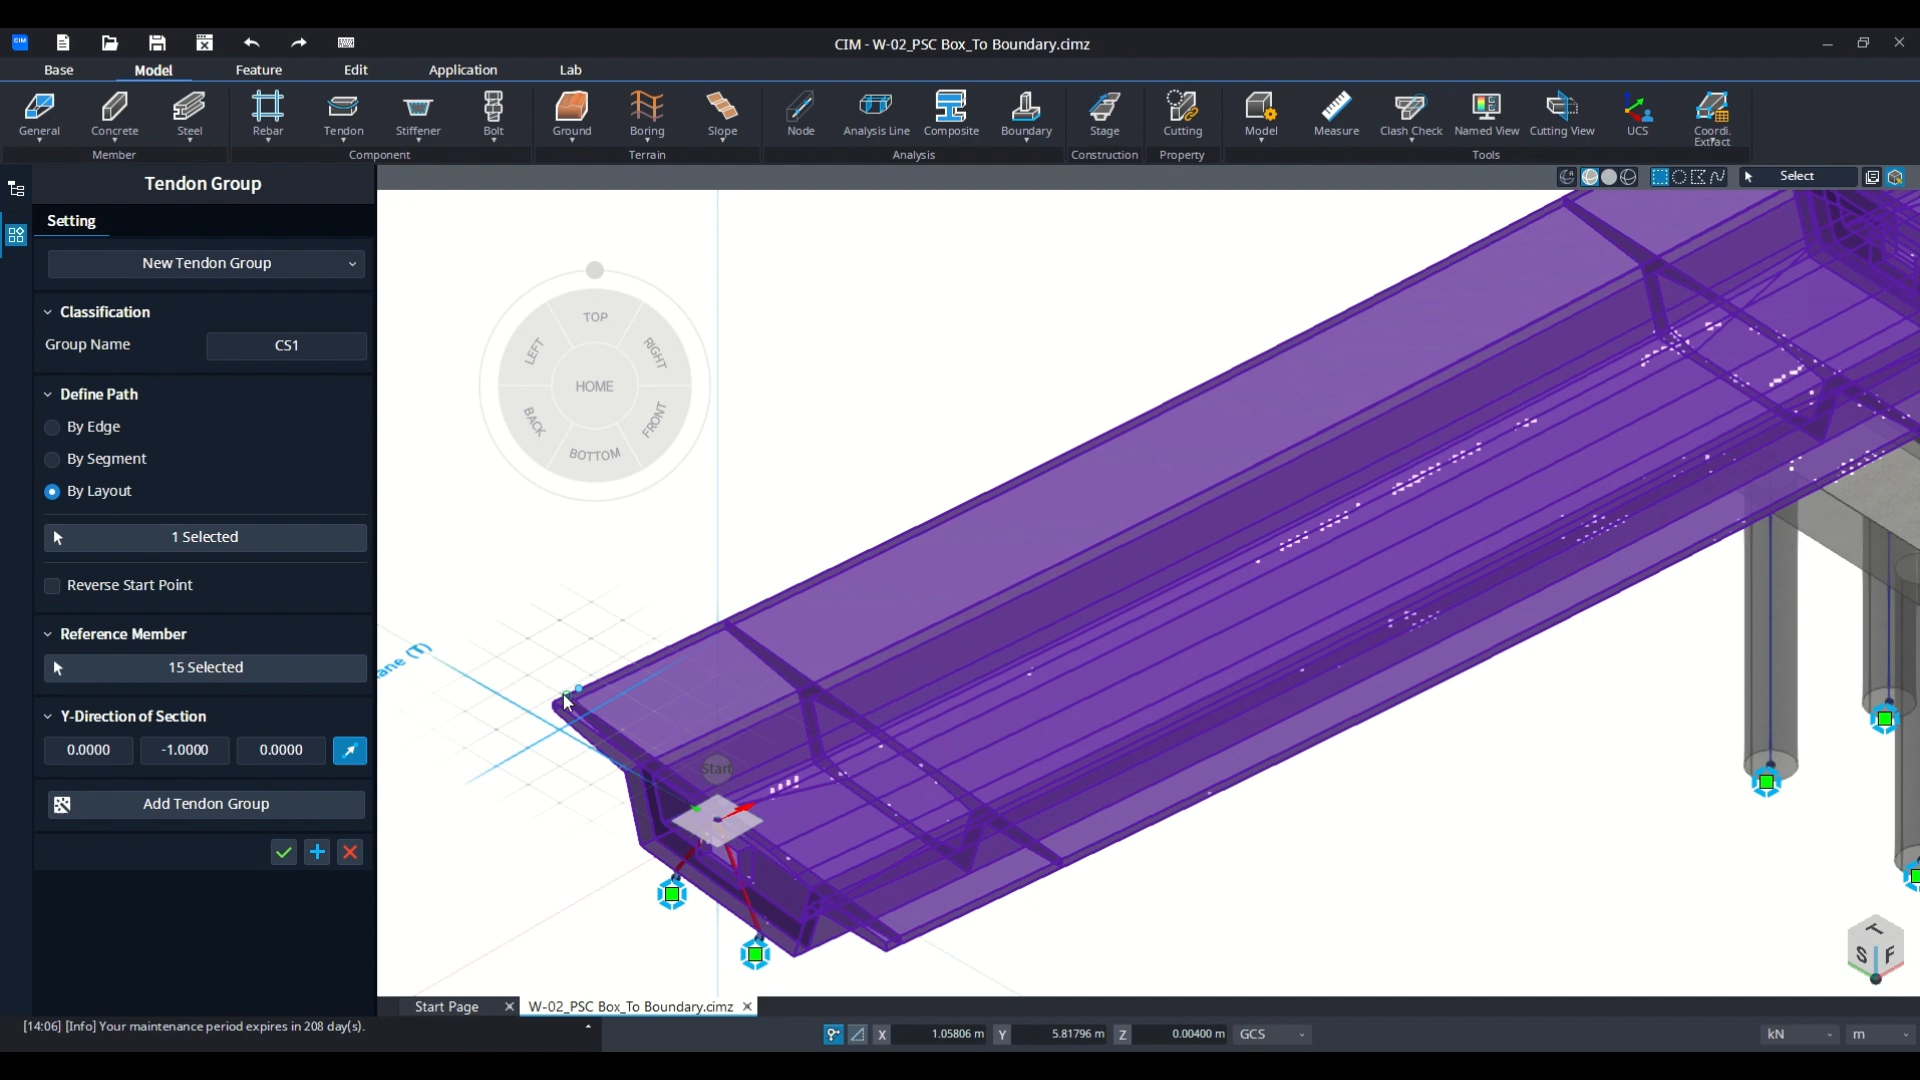 CIM
CIM - W-02_PSC Box_To Boundary.cimz
Base
Model
Feature
Edit
Application
Lab
General
Concrete
Steel
Rebar
Tendon
Stiffener
Bolt
Ground
Boring
Slope
Node
Analysis Line
Composite
Boundary
Stage
Cutting
Model
Measure
Clash Check
Named View
Cutting View
UCS
Coordi.
Extract
Member
Component
Terrain
Analysis
Construction
Property
Tools
Tendon Group
Select
Setting
New Tendon Group
Classification
Group Name
CS1
Define Path
By Edge
By Segment
By Layout
1 Selected
Reverse Start Point
Reference Member
15 Selected
Y-Direction of Section
0.0000
-1.0000
0.0000
Add Tendon Group
TOP
LEFT
RIGHT
HOME
BACK
FRONT
BOTTOM
ane (T)
Start
T
S
F
Start Page
W-02_PSC Box_To Boundary.cimz
[14:06] [Info] Your maintenance period expires in 208 day(s).
X
1.05806 m
Y
5.81796 m
Z
0.00400 m
GCS
kN
m